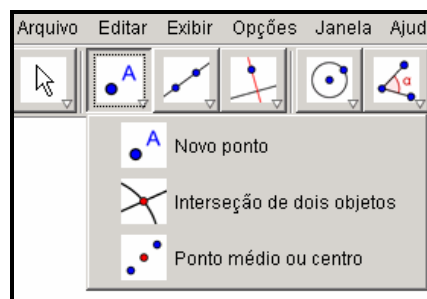 Arquivo Editar Exibir Opções Janela Ajud
A α
A Novo ponto
Interseção de dois objetos
Ponto médio ou centro